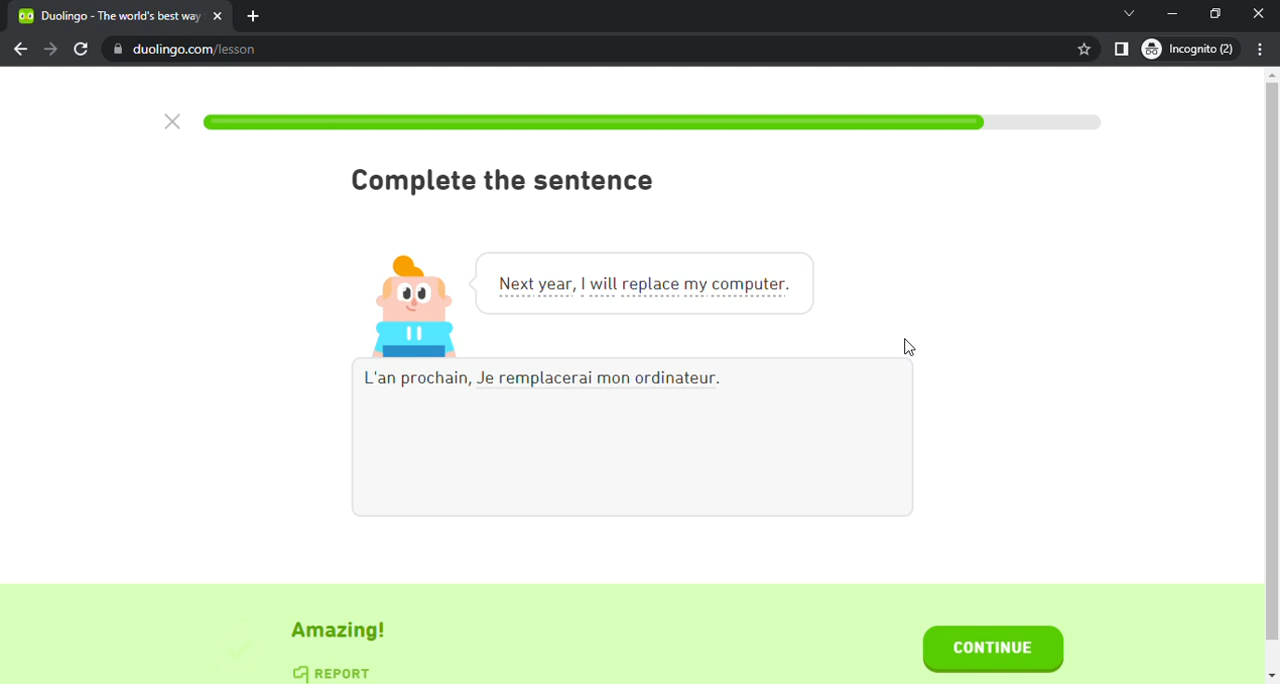 Duolingo - The world's best way
duolingo.com/lesson
Incognito (2)
Complete the sentence
Next year, I will replace my computer.
L'an prochain, Je remplacerai mon ordinateur.
Amazing!
CONTINUE
REPORT